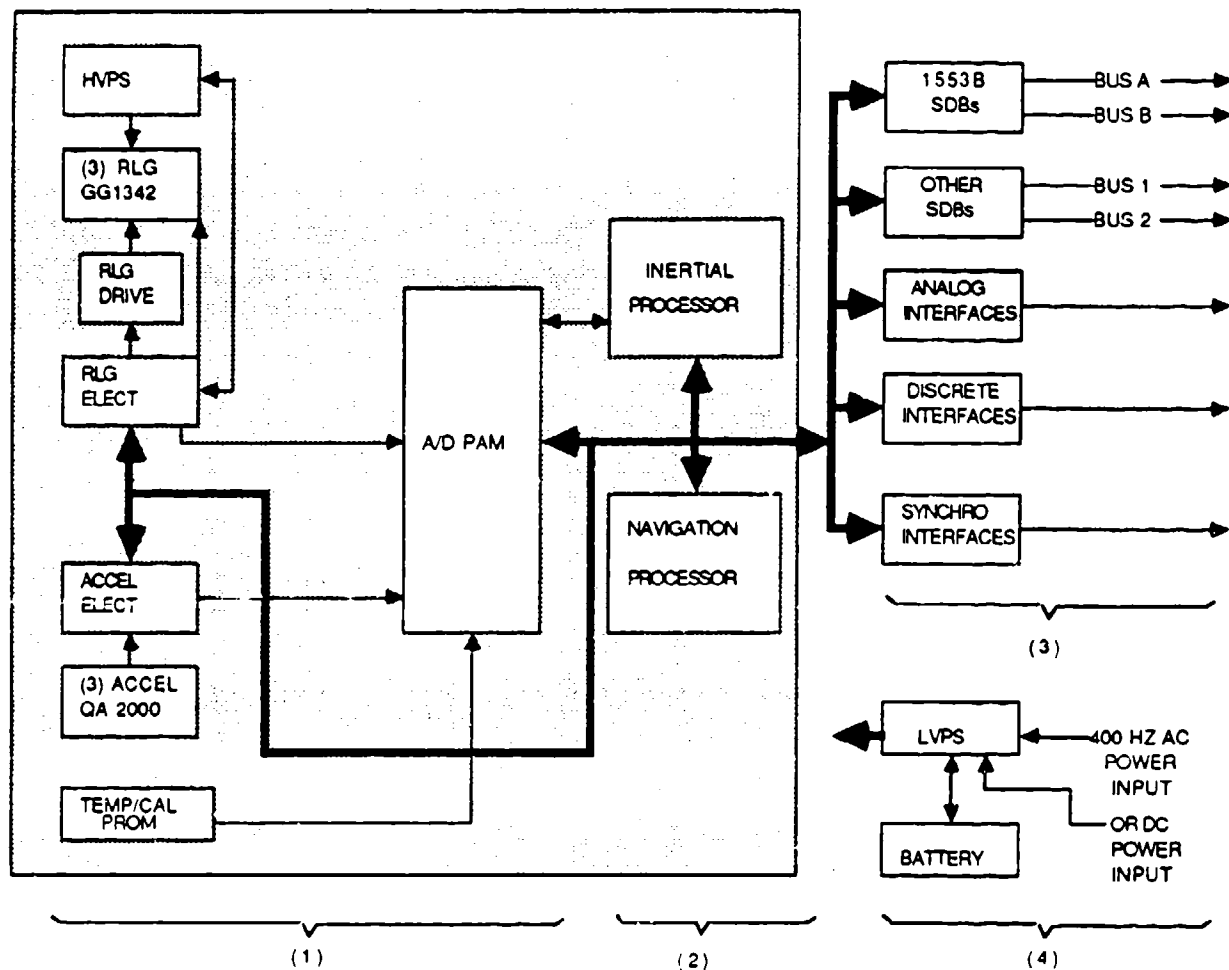 HVPS
(3) RLG
GG1342
RLG
DRIVE
RLG
ELECT
ACCEL
ELECT
(3) ACCEL
QA 2000
TEMP/CAL
PROM
A/D PAM
INERTIAL
PROCESSOR
NAVIGATION
PROCESSOR
1553B
SDBs
BUS A
BUS B
OTHER
SDBs
BUS 1
BUS 2
ANALOG
INTERFACES
DISCRETE
INTERFACES
SYNCHRO
INTERFACES
(3)
LVPS
400 HZ AC
POWER
INPUT
BATTERY
OR DC
POWER
INPUT
(1)
(2)
(4)